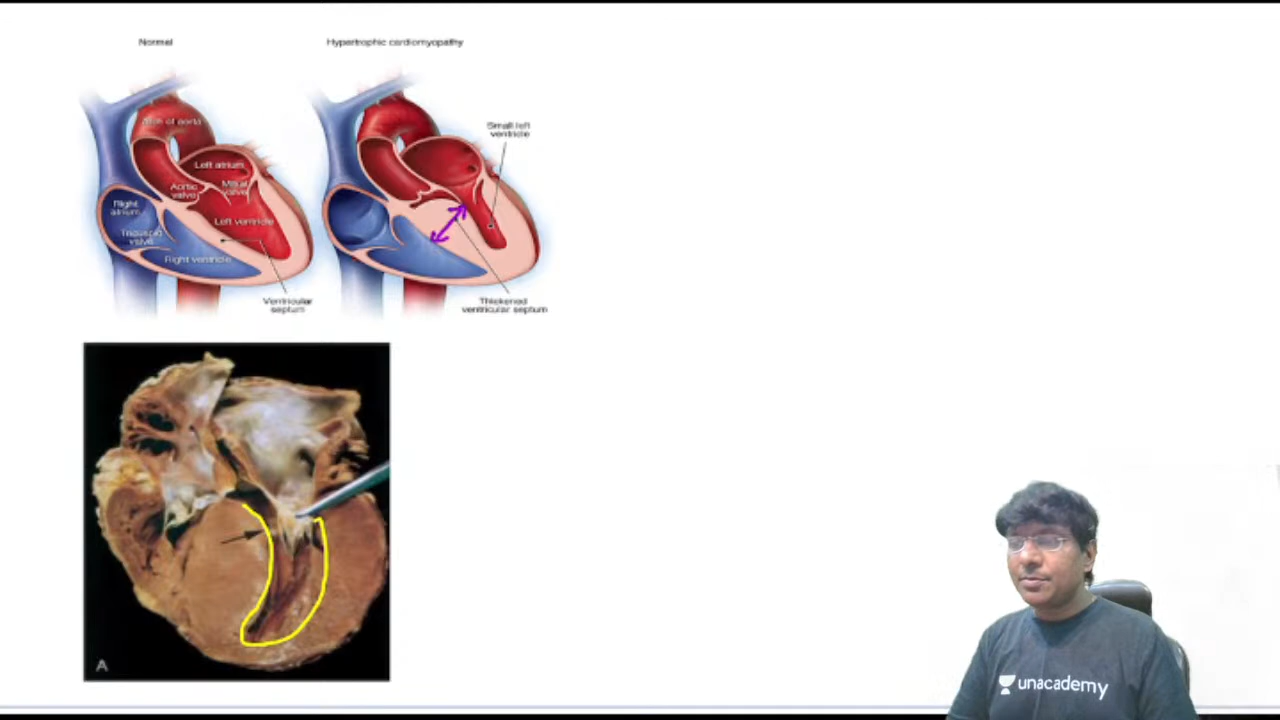 Normal
Hypertrophic cardiomyopathy
Arch of aorta
Left atrium
Aortic
valve
Mitral
valve
Right
atrium
Tricuspid
valve
Left ventricle
Right ventricle
Ventricular
septum
Small left
ventricle
Thickened
ventricular septum
A
unacademy